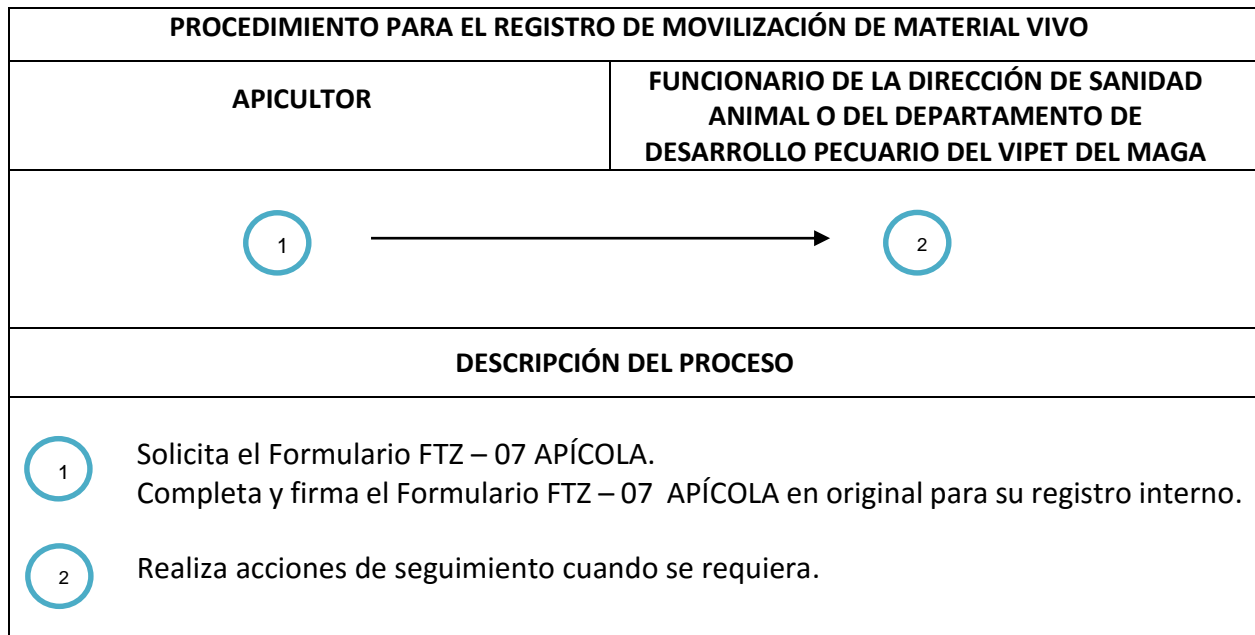 PROCEDIMIENTO PARA EL REGISTRO DE MOVILIZACIÓN DE MATERIAL VIVO
APICULTOR
FUNCIONARIO DE LA DIRECCIÓN DE SANIDAD
ANIMAL O DEL DEPARTAMENTO DE
DESARROLLO PECUARIO DEL VIPET DEL MAGA
1
2
DESCRIPCIÓN DEL PROCESO
1
Solicita el Formulario FTZ – 07 APÍCOLA.
Completa y firma el Formulario FTZ – 07 APÍCOLA en original para su registro interno.
2
Realiza acciones de seguimiento cuando se requiera.